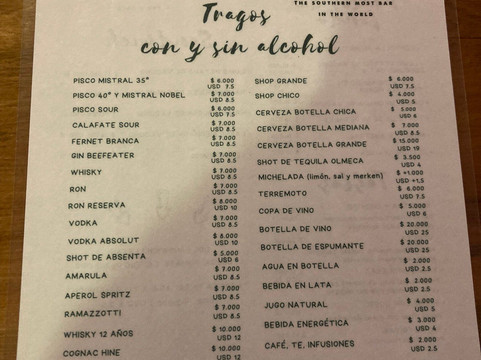 THE SOUTHERN MOST BAR
IN THE WORLD
Tragos
con y sin alcohol
PISCO MISTRAL 35° $ 6.000
USD 7.5
PISCO 40° Y MISTRAL NOBEL $ 7.000
USD 8.5
PISCO SOUR $ 6.000
USD 7.5
CALAFATE SOUR $ 7.000
USD 8.5
FERNET BRANCA $ 7.000
USD 8.5
GIN BEEFEATER $ 7.000
USD 8.5
WHISKY $ 7.000
USD 8.5
RON $ 7.000
USD 8.5
RON RESERVA $ 8.000
USD 10
VODKA $ 7.000
USD 8.5
VODKA ABSOLUT $ 8.000
USD 10
SHOT DE ABSENTA $ 5.000
USD 6
AMARULA $ 7.000
USD 8.5
APEROL SPRITZ $ 7.000
USD 8.5
RAMAZZOTTI $ 7.000
USD 8.5
WHISKY 12 AÑOS $ 10.000
USD 12
COGNAC HINE $ 10.000
USD 12
SHOP GRANDE $ 6.000
USD 7.5
SHOP CHICO $ 4.000
USD 5
CERVEZA BOTELLA CHICA $ 5.000
USD 6
CERVEZA BOTELLA MEDIANA $ 7.000
USD 8.5
CERVEZA BOTELLA GRANDE $ 15.000
USD 19
SHOT DE TEQUILA OLMECA $ 3.500
USD 4
MICHELADA (limón, sal y merken) $ +1.000
USD +1.5
TERREMOTO $ 6.000
USD 7.5
COPA DE VINO $ 5.000
USD 6
BOTELLA DE VINO $ 20.000
USD 25
BOTELLA DE ESPUMANTE $ 20.000
USD 25
AGUA EN BOTELLA $ 2.000
USD 2.5
BEBIDA EN LATA $ 2.000
USD 2.5
JUGO NATURAL $ 4.000
USD 5
BEBIDA ENERGÉTICA $ 3.000
USD 4
CAFÉ, TE, INFUSIONES $ 2.000
USD 2.5